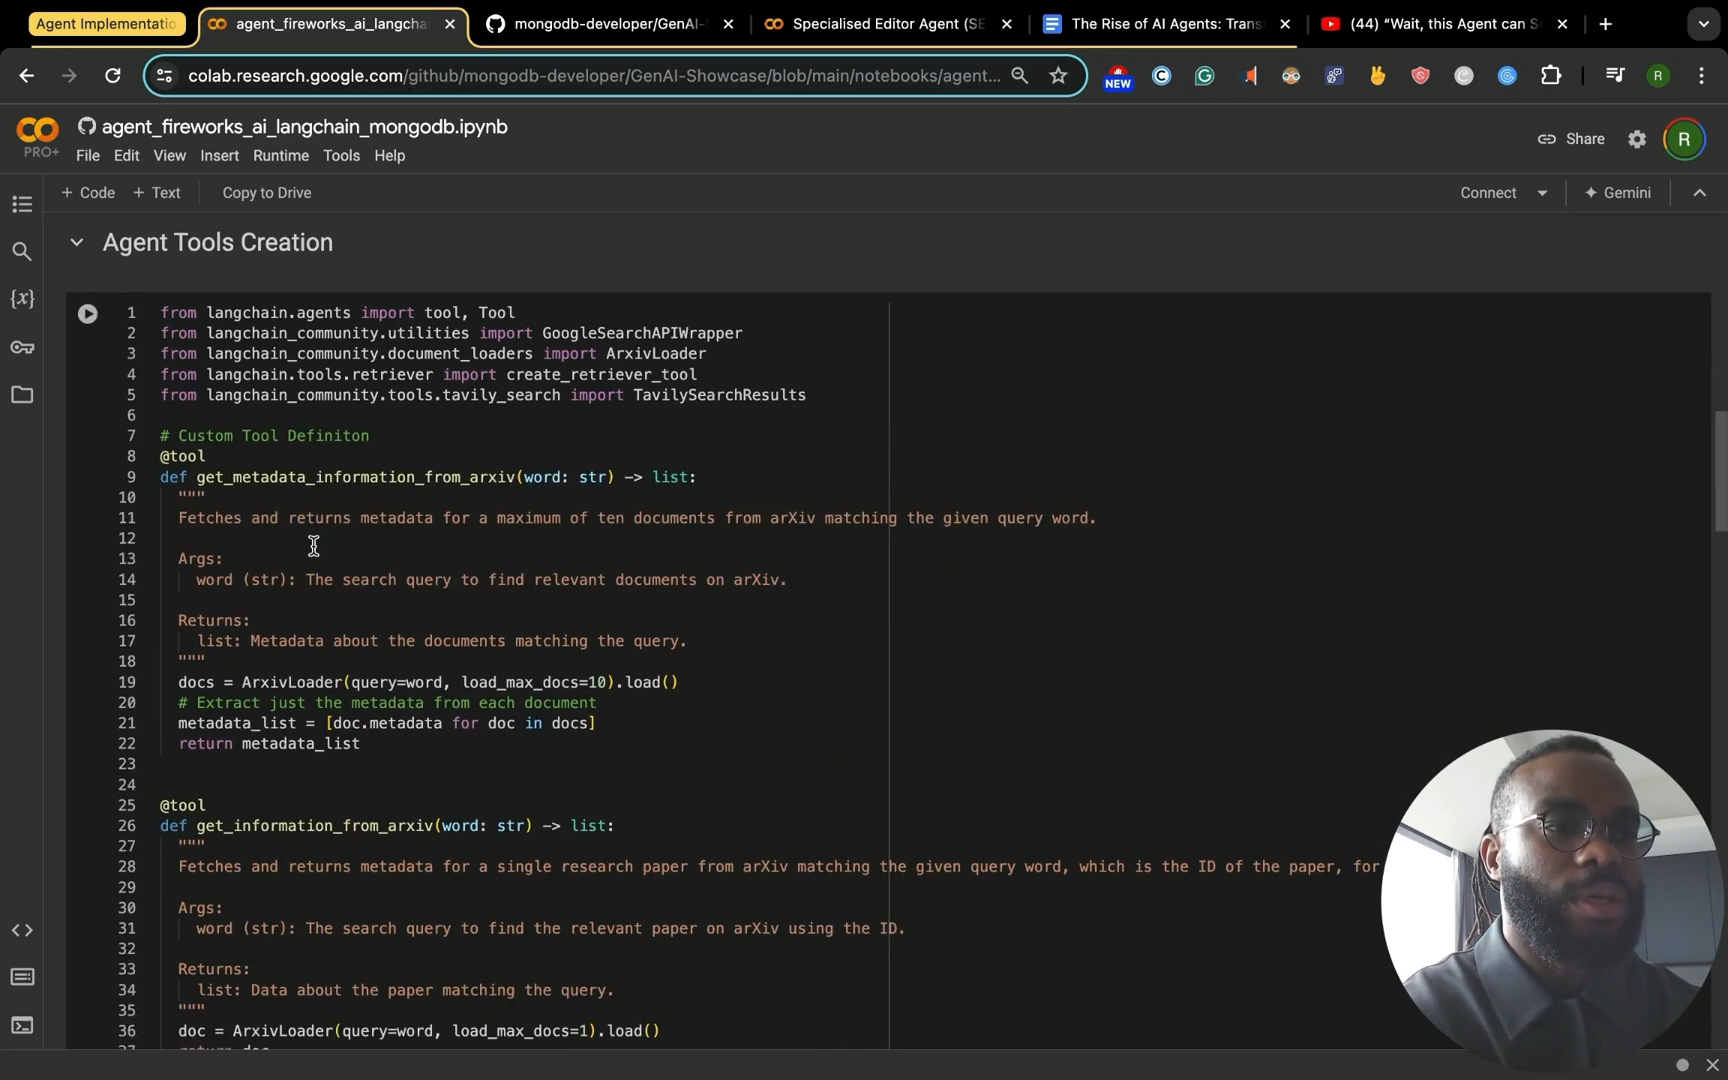 Agent Implementatio
agent_fireworks_ai_langcha
mongodb-developer/GenAI-S
Specialised Editor Agent (SE
The Rise of AI Agents: Trans
(44) "Wait, this Agent can S
colab.research.google.com/github/mongodb-developer/GenAI-Showcase/blob/main/notebooks/agent...
NEW
R
PRO+
agent_fireworks_ai_langchain_mongodb.ipynb
File Edit View Insert Runtime Tools Help
Share
R
+ Code + Text Copy to Drive
Connect
Gemini
Agent Tools Creation
1 from langchain.agents import tool, Tool
2 from langchain_community.utilities import GoogleSearchAPIWrapper
3 from langchain_community.document_loaders import ArxivLoader
4 from langchain.tools.retriever import create_retriever_tool
5 from langchain_community.tools.tavily_search import TavilySearchResults
6
7 # Custom Tool Definiton
8 @tool
9 def get_metadata_information_from_arxiv(word: str) -> list:
10 """
11 Fetches and returns metadata for a maximum of ten documents from arXiv matching the given query word.
12
13 Args:
14 word (str): The search query to find relevant documents on arXiv.
15
16 Returns:
17 list: Metadata about the documents matching the query.
18 """
19 docs = ArxivLoader(query=word, load_max_docs=10).load()
20 # Extract just the metadata from each document
21 metadata_list = [doc.metadata for doc in docs]
22 return metadata_list
23
24
25 @tool
26 def get_information_from_arxiv(word: str) -> list:
27 """
28 Fetches and returns metadata for a single research paper from arXiv matching the given query word, which is the ID of the paper, for
29
30 Args:
31 word (str): The search query to find the relevant paper on arXiv using the ID.
32
33 Returns:
34 list: Data about the paper matching the query.
35 """
36 doc = ArxivLoader(query=word, load_max_docs=1).load()